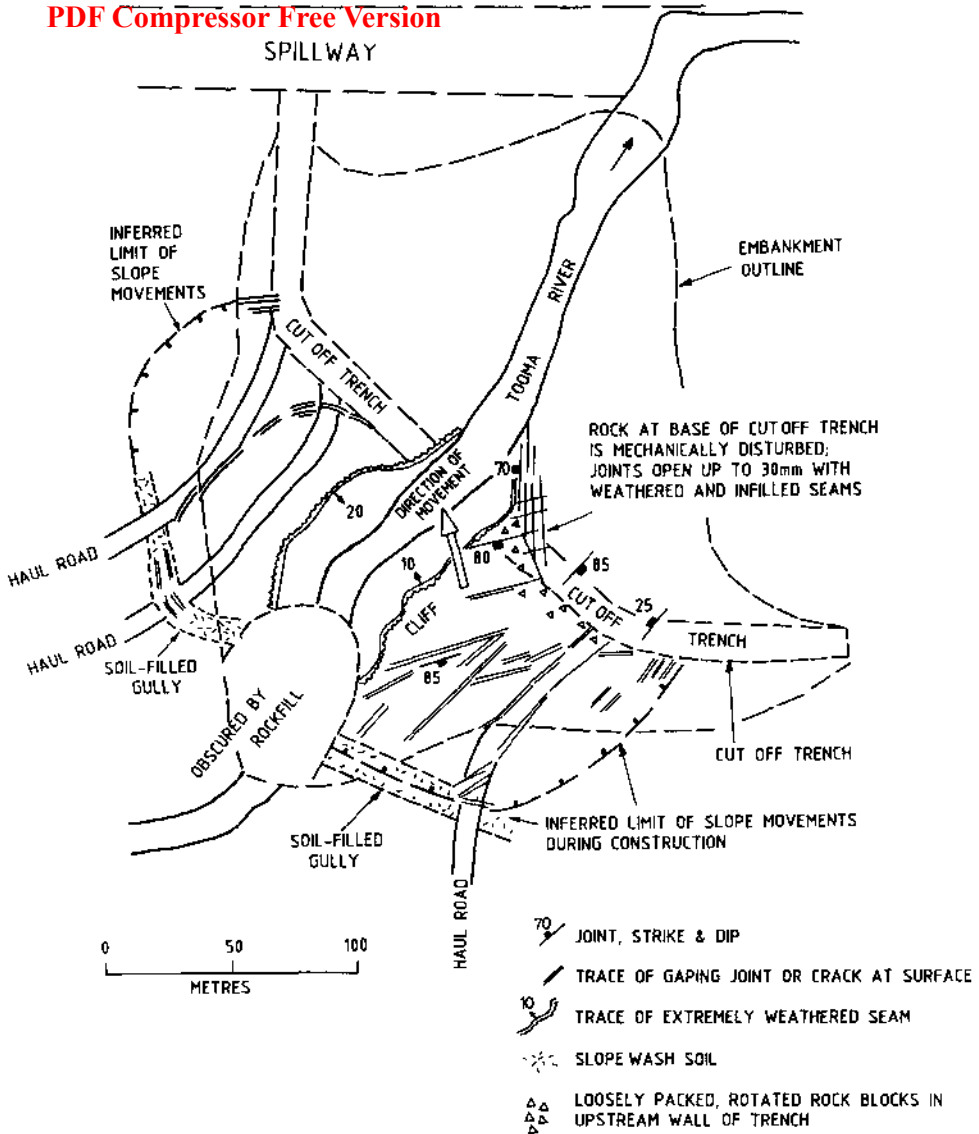 PDF Compressor Free Version
SPILLWAY
INFERRED
LIMIT OF
SLOPE
MOVEMENTS
EMBANKMENT
OUTLINE
TOOMA RIVER
CUT OFF TRENCH
ROCK AT BASE OF CUT OFF TRENCH
IS MECHANICALLY DISTURBED;
JOINTS OPEN UP TO 30mm WITH
WEATHERED AND INFILLED SEAMS
DIRECTION OF
MOVEMENT
70
20
80
85
10
25
HAUL ROAD
CLIFF
CUT OFF
TRENCH
HAUL ROAD
SOIL-FILLED
GULLY
85
OBSCURED BY
ROCKFILL
CUT OFF TRENCH
INFERRED LIMIT OF SLOPE MOVEMENTS
DURING CONSTRUCTION
SOIL-FILLED
GULLY
HAUL ROAD
0 50 100
METRES
70
JOINT, STRIKE & DIP
TRACE OF GAPING JOINT OR CRACK AT SURFACE
10
TRACE OF EXTREMELY WEATHERED SEAM
SLOPE WASH SOIL
LOOSELY PACKED, ROTATED ROCK BLOCKS IN
UPSTREAM WALL OF TRENCH